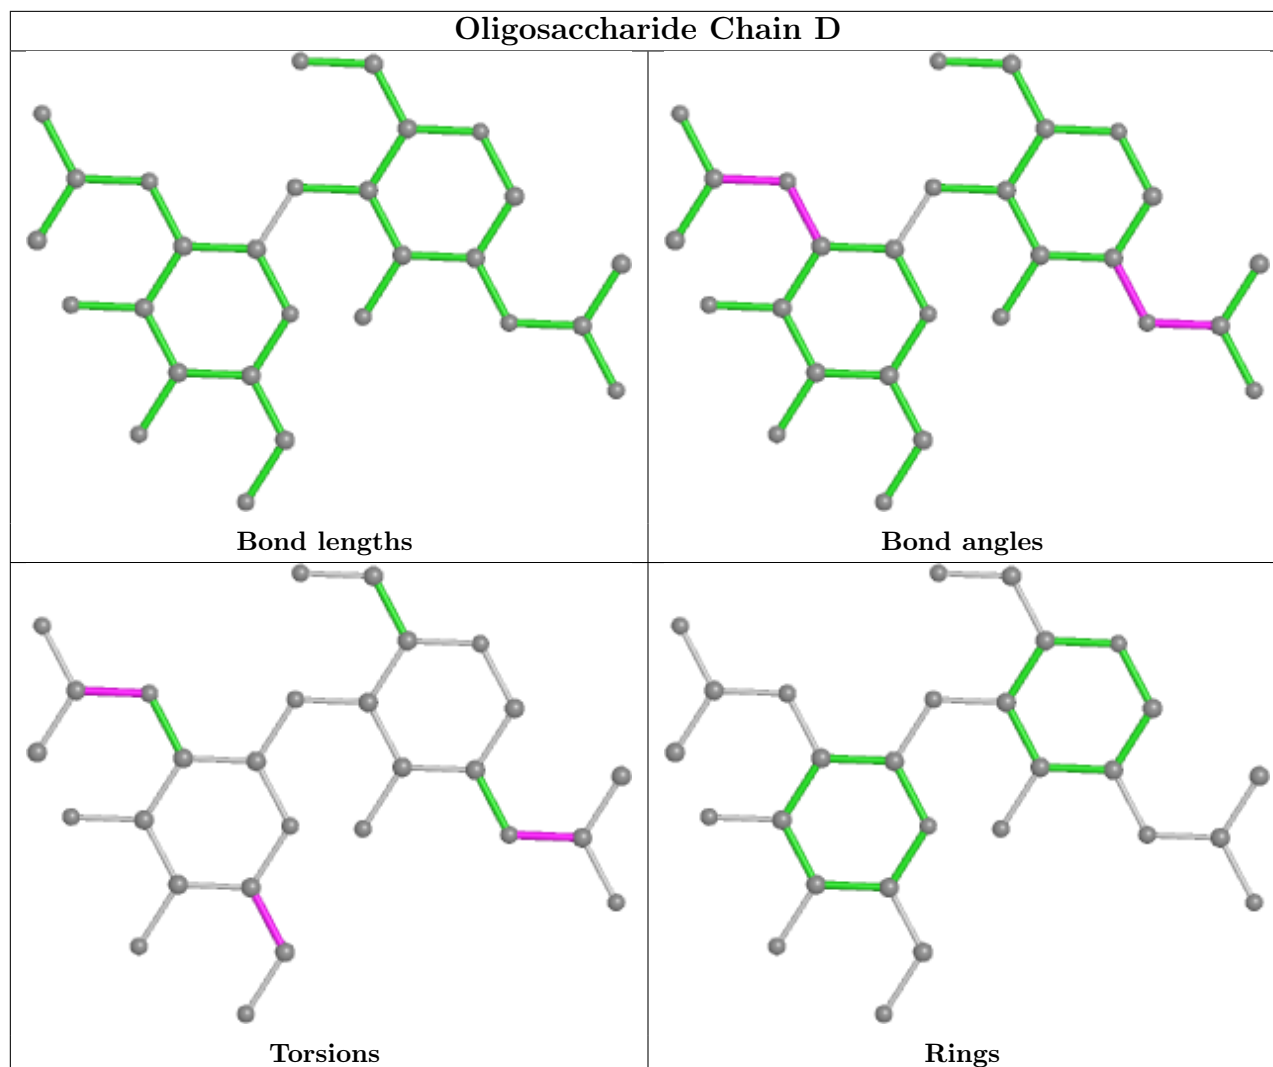 Oligosaccharide Chain D
Bond lengths
Bond angles
Torsions
Rings